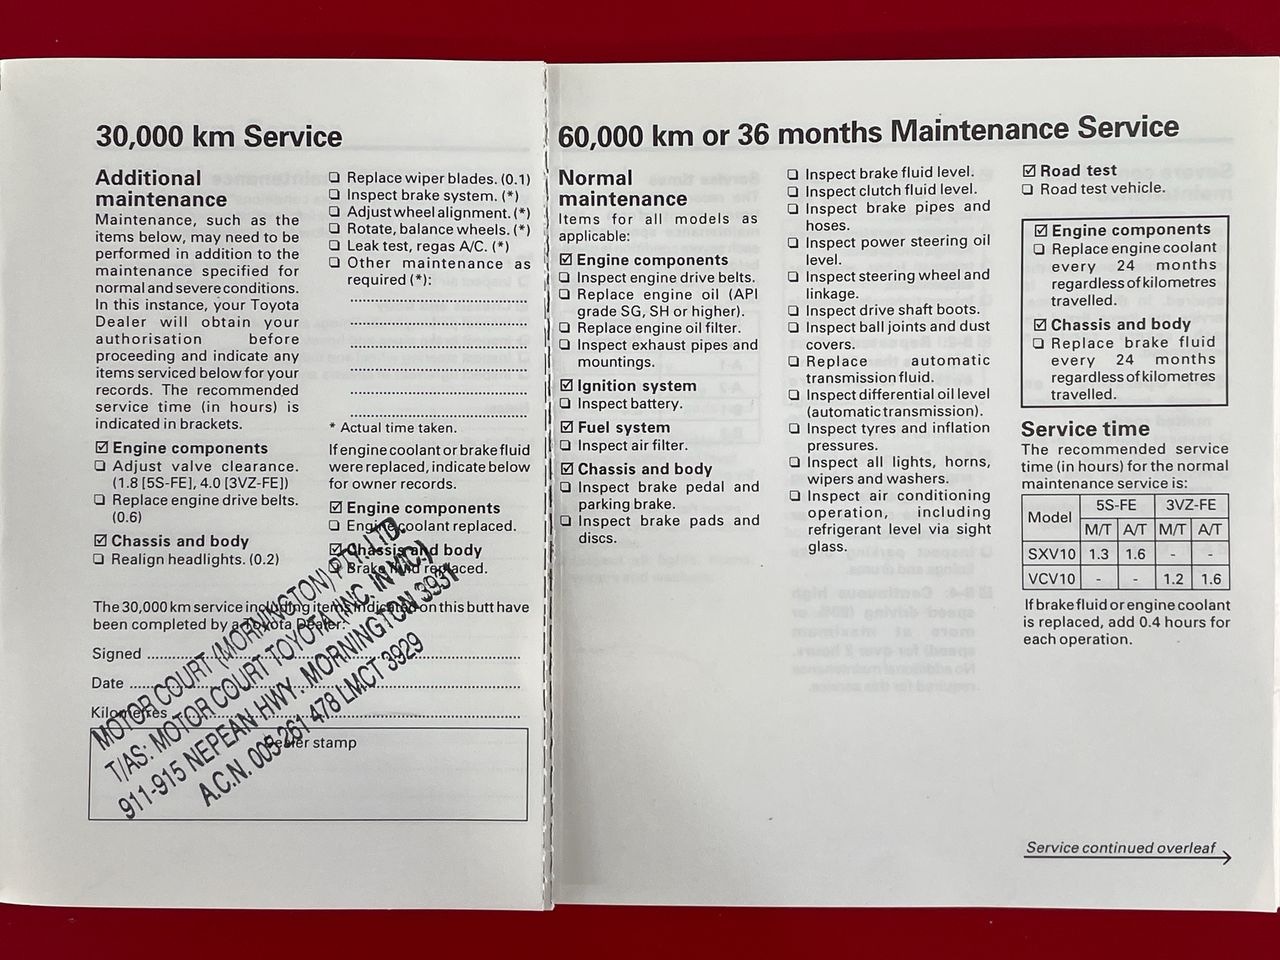 30,000 km Service
Additional
maintenance
Maintenance, such as the
items below, may need to be
performed in addition to the
maintenance specified for
normal and severe conditions.
In this instance, your Toyota
Dealer will obtain your
authorisation before
proceeding and indicate any
items serviced below for your
records. The recommended
service time (in hours) is
indicated in brackets.
☑ Engine components
❏ Adjust valve clearance.
(1.8 [5S-FE], 4.0 [3VZ-FE])
❏ Replace engine drive belts.
(0.6)
☑ Chassis and body
❏ Realign headlights. (0.2)
❏ Replace wiper blades. (0.1)
❏ Inspect brake system. (*)
❏ Adjust wheel alignment. (*)
❏ Rotate, balance wheels. (*)
❏ Leak test, regas A/C. (*)
❏ Other maintenance as
required (*):
* Actual time taken.
If engine coolant or brake fluid
were replaced, indicate below
for owner records.
☑ Engine components
❏ Engine coolant replaced.
☑ Chassis and body
❏ Brake fluid replaced.
The 30,000 km service including items indicated on this butt have
been completed by a Toyota Dealer:
Signed
Date
Kilometres
Dealer stamp
MOTOR COURT (MORNINGTON) PTY. LTD.
T/AS: MOTOR COURT TOYOTA (INC. IN VIC.)
911-915 NEPEAN HWY. MORNINGTON 3931
A.C.N. 005 261 478 LMCT 3929
60,000 km or 36 months Maintenance Service
Normal
maintenance
Items for all models as
applicable:
☑ Engine components
❏ Inspect engine drive belts.
❏ Replace engine oil (API
grade SG, SH or higher).
❏ Replace engine oil filter.
❏ Inspect exhaust pipes and
mountings.
☑ Ignition system
❏ Inspect battery.
☑ Fuel system
❏ Inspect air filter.
☑ Chassis and body
❏ Inspect brake pedal and
parking brake.
❏ Inspect brake pads and
discs.
❏ Inspect brake fluid level.
❏ Inspect clutch fluid level.
❏ Inspect brake pipes and
hoses.
❏ Inspect power steering oil
level.
❏ Inspect steering wheel and
linkage.
❏ Inspect drive shaft boots.
❏ Inspect ball joints and dust
covers.
❏ Replace automatic
transmission fluid.
❏ Inspect differential oil level
(automatic transmission).
❏ Inspect tyres and inflation
pressures.
❏ Inspect all lights, horns,
wipers and washers.
❏ Inspect air conditioning
operation, including
refrigerant level via sight
glass.
☑ Road test
❏ Road test vehicle.
☑ Engine components
❏ Replace engine coolant
every 24 months
regardless of kilometres
travelled.
☑ Chassis and body
❏ Replace brake fluid
every 24 months
regardless of kilometres
travelled.
Service time
The recommended service
time (in hours) for the normal
maintenance service is:
Model 5S-FE 3VZ-FE
M/T A/T M/T A/T
SXV10 1.3 1.6 - -
VCV10 - - 1.2 1.6
If brake fluid or engine coolant
is replaced, add 0.4 hours for
each operation.
Service continued overleaf